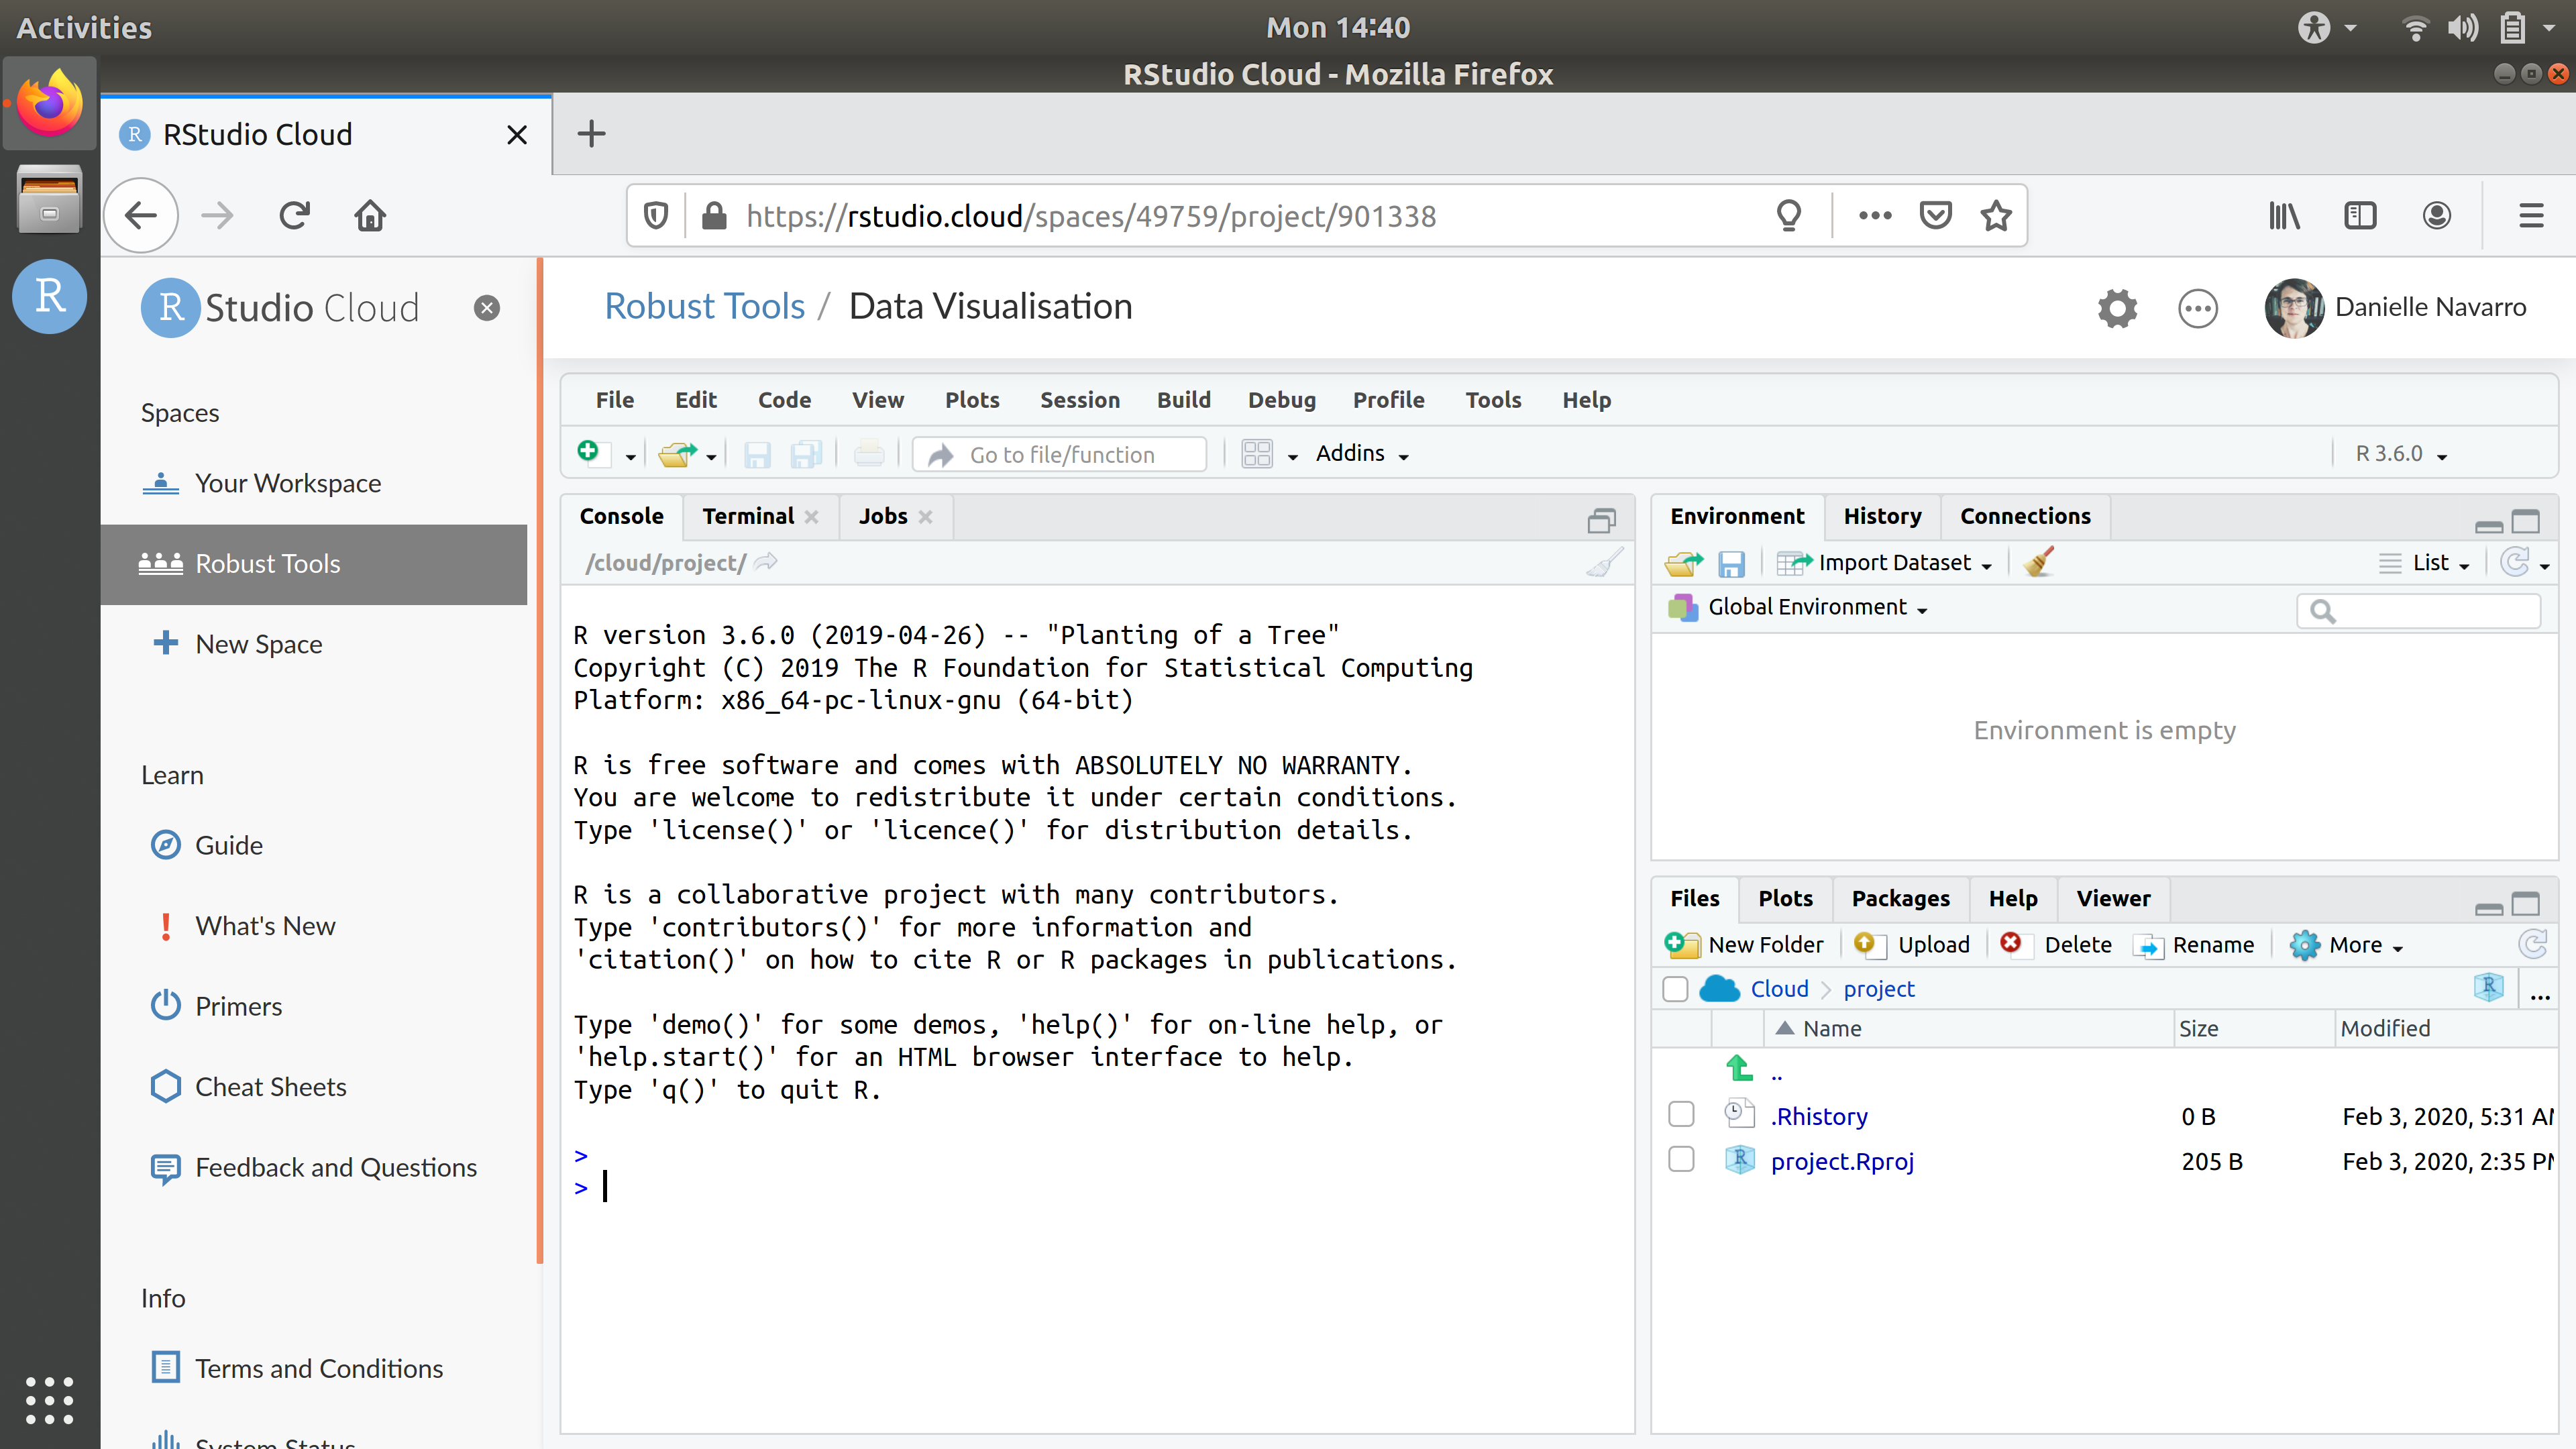 Activities
Mon 14:40
RStudio Cloud - Mozilla Firefox
R RStudio Cloud
https://rstudio.cloud/spaces/49759/project/901338
R
R Studio Cloud
Robust Tools / Data Visualisation
Danielle Navarro
Spaces
Your Workspace
Robust Tools
New Space
Learn
Guide
What's New
Primers
Cheat Sheets
Feedback and Questions
Info
Terms and Conditions
System Status
File Edit Code View Plots Session Build Debug Profile Tools Help
Go to file/function Addins R 3.6.0
Console Terminal Jobs
/cloud/project/
R version 3.6.0 (2019-04-26) -- "Planting of a Tree"
Copyright (C) 2019 The R Foundation for Statistical Computing
Platform: x86_64-pc-linux-gnu (64-bit)
R is free software and comes with ABSOLUTELY NO WARRANTY.
You are welcome to redistribute it under certain conditions.
Type 'license()' or 'licence()' for distribution details.
R is a collaborative project with many contributors.
Type 'contributors()' for more information and
'citation()' on how to cite R or R packages in publications.
Type 'demo()' for some demos, 'help()' for on-line help, or
'help.start()' for an HTML browser interface to help.
Type 'q()' to quit R.
>
>
Environment History Connections
Import Dataset List
Global Environment
Environment is empty
Files Plots Packages Help Viewer
New Folder Upload Delete Rename More
Cloud project R ...
Name Size Modified
..
.Rhistory 0 B Feb 3, 2020, 5:31 AM
R project.Rproj 205 B Feb 3, 2020, 2:35 PM